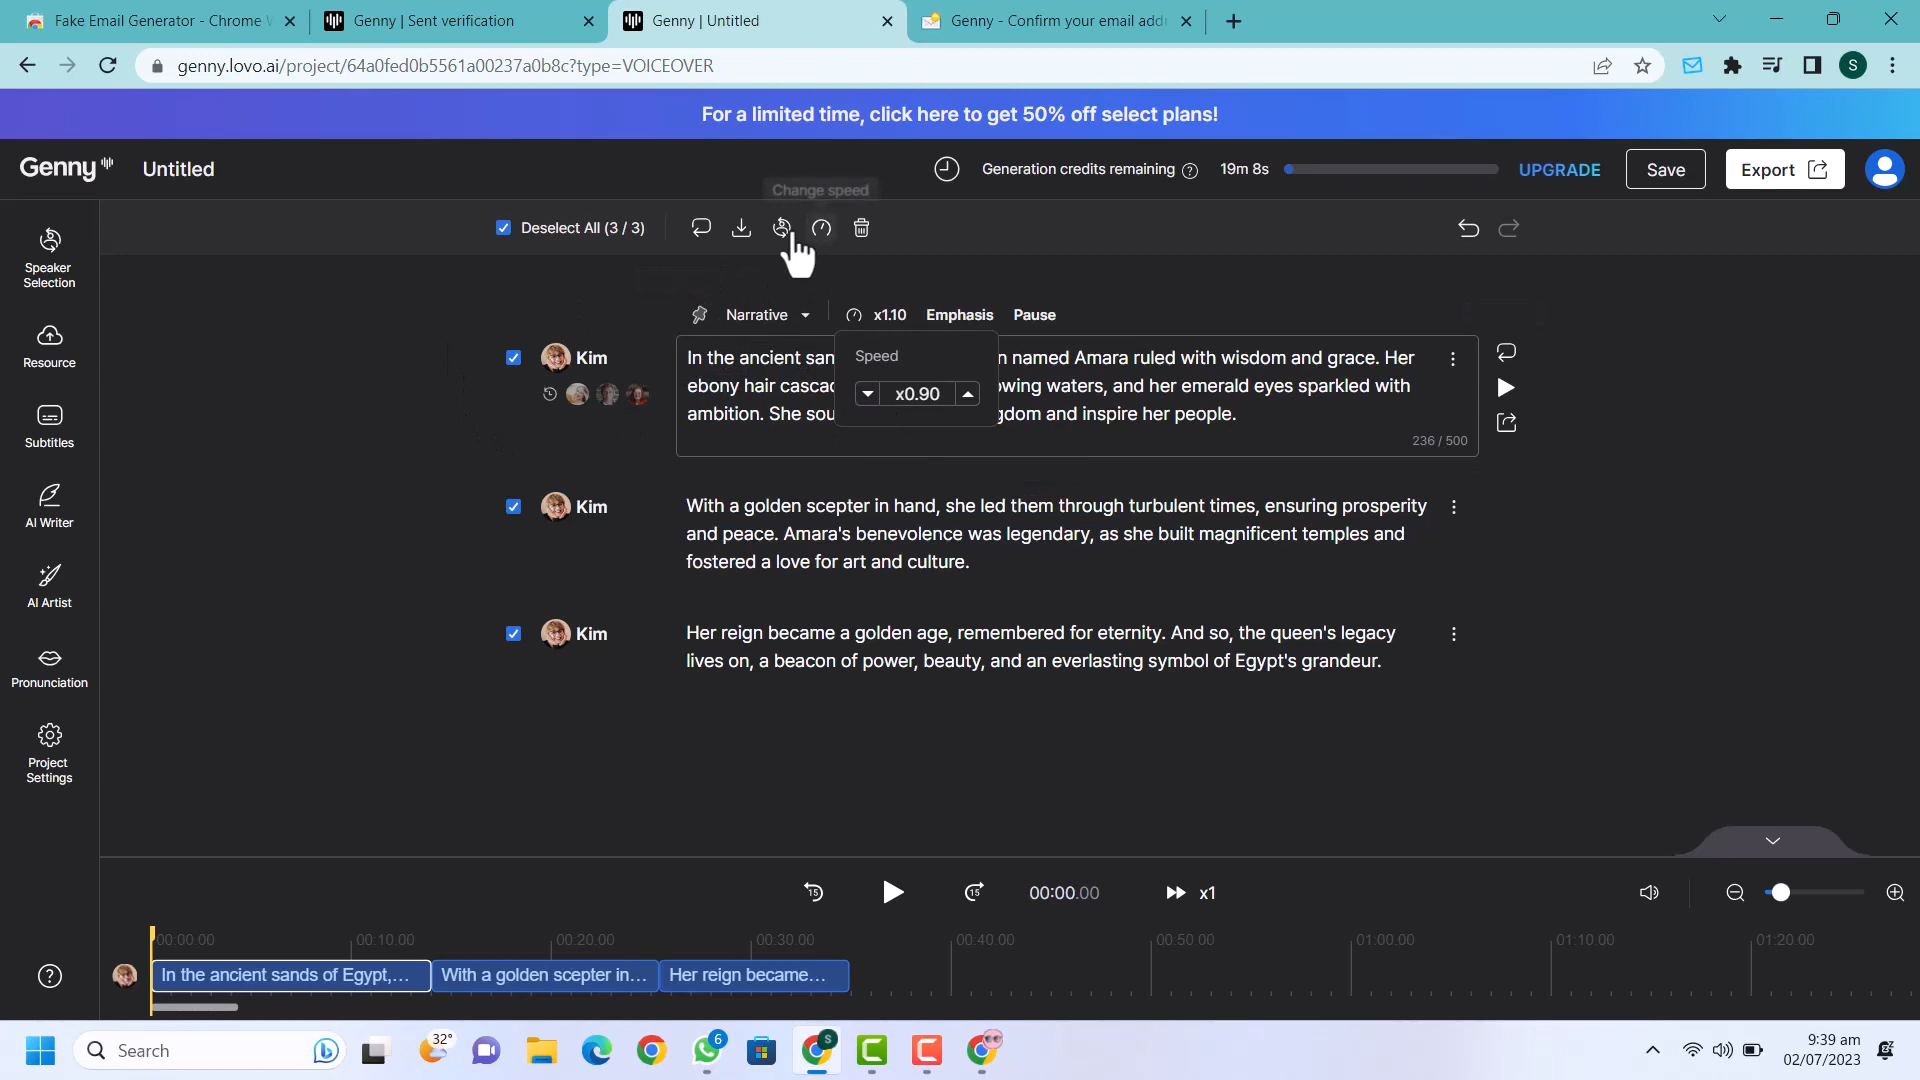 Fake Email Generator - Chrome W
Genny | Sent verification
Genny | Untitled
Genny - Confirm your email addr
genny.lovo.ai/project/64a0fed0b5561a00237a0b8c?type=VOICEOVER
S
For a limited time, click here to get 50% off select plans!
Genny
Untitled
Generation credits remaining
19m 8s
UPGRADE
Save
Export
Change speed
Deselect All (3 / 3)
Speaker
Selection
Resource
Subtitles
AI Writer
AI Artist
Pronunciation
Project
Settings
Narrative
x1.10
Emphasis
Pause
Kim
In the ancient san
n named Amara ruled with wisdom and grace. Her
ebony hair casca
owing waters, and her emerald eyes sparkled with
ambition. She sou
gdom and inspire her people.
Speed
x0.90
236 / 500
Kim
With a golden scepter in hand, she led them through turbulent times, ensuring prosperity
and peace. Amara's benevolence was legendary, as she built magnificent temples and
fostered a love for art and culture.
Kim
Her reign became a golden age, remembered for eternity. And so, the queen's legacy
lives on, a beacon of power, beauty, and an everlasting symbol of Egypt's grandeur.
15
15
00:00.00
x1
00:00.00
00:10.00
00:20.00
00:30.00
00:40.00
00:50.00
01:00.00
01:10.00
01:20.00
In the ancient sands of Egypt,...
With a golden scepter in...
Her reign became...
Search
32°
6
S
9:39 am
02/07/2023